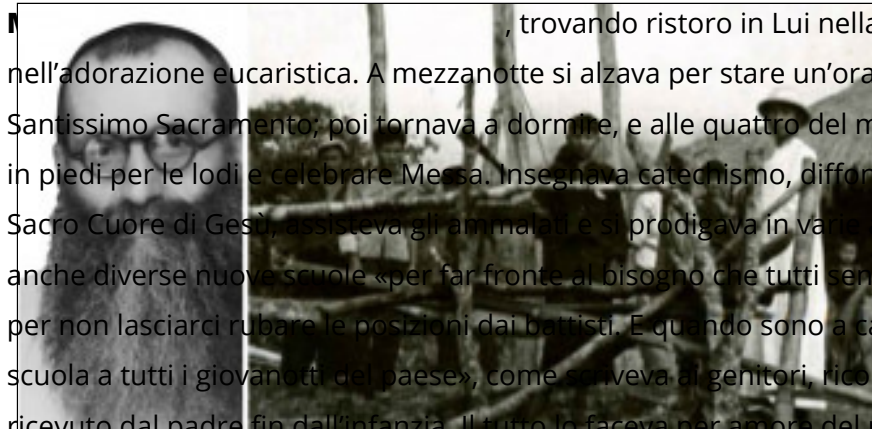 , trovando ristoro in Lui nella
nell’adorazione eucaristica. A mezzanotte si alzava per stare un’ora
Santissimo Sacramento; poi tornava a dormire, e alle quattro del m
in piedi per le lodi e celebrare Messa. Insegnava catechismo, diffon
Sacro Cuore di Gesù, assisteva gli ammalati e si prodigava in varie
anche diverse nuove scuole «per far fronte al bisogno che tutti sen
per non lasciarci rubare le posizioni dai battisti. E quando sono a ca
scuola a tutti i giovanotti del paese», come scriveva ai genitori, rico
ricevuto dal padre fin dall’infanzia. Il tutto lo faceva per amore del